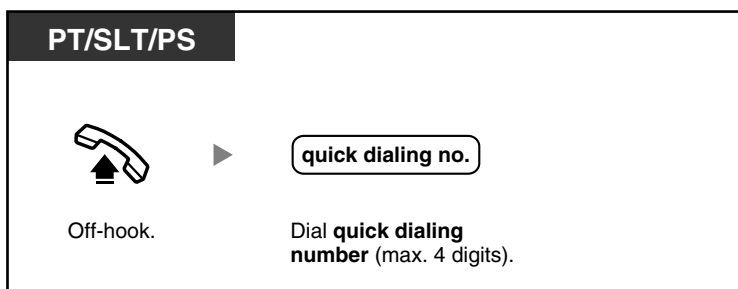 PT/SLT/PS
quick dialing no.
Off-hook.
Dial quick dialing
number (max. 4 digits).